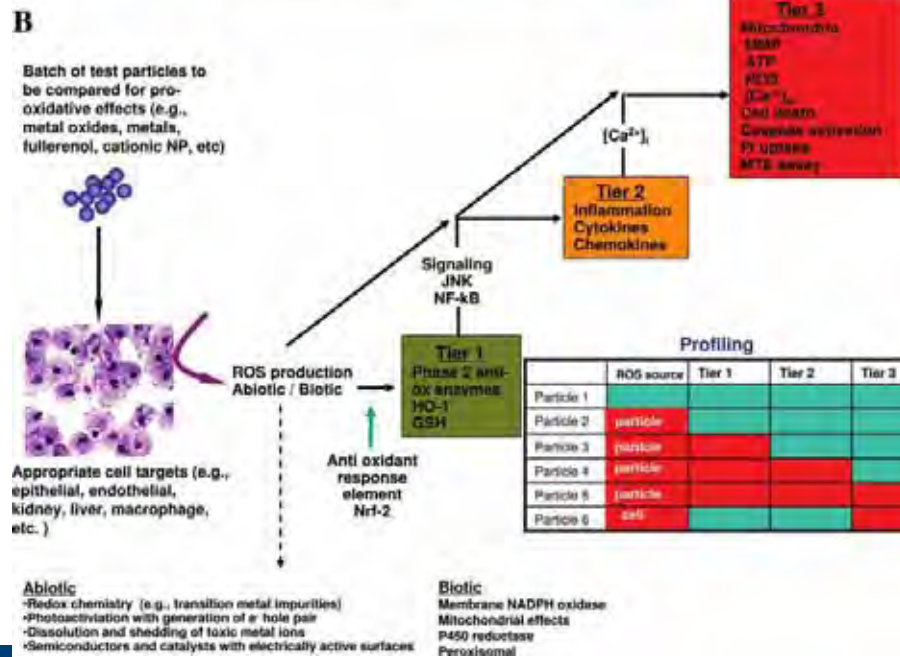 B
Batch of test particles to
be compared for pro-
oxidative effects (e.g.,
metal oxides, metals,
fullerenol, cationic NP, etc)
Appropriate cell targets (e.g.,
epithelial, endothelial,
kidney, liver, macrophage,
etc. )
ROS production
Abiotic / Biotic
Anti oxidant
response
element
Nrf-2
Tier 1
Phase 2 anti-
ox enzymes
HO-1
GSH
Signaling
JNK
NF-kB
Tier 2
Inflammation
Cytokines
Chemokines
[Ca²⁺]ᵢ
Tier 3
Mitochondria
MMP
ATP
ROS
[Ca²⁺]
Cell death
Caspase activation
PI uptake
MTS assay
Profiling
ROS source Tier 1 Tier 2 Tier 3
Particle 1
Particle 2 particle
Particle 3 particle
Particle 4 particle
Particle 5 particle
Particle 6 cell
Abiotic
•Redox chemistry (e.g., transition metal impurities)
•Photoactiviation with generation of e⁻ hole pair
•Dissolution and shedding of toxic metal ions
•Semiconductors and catalysts with electrically active surfaces
Biotic
Membrane NADPH oxidase
Mitochondrial effects
P450 reductase
Peroxisomal